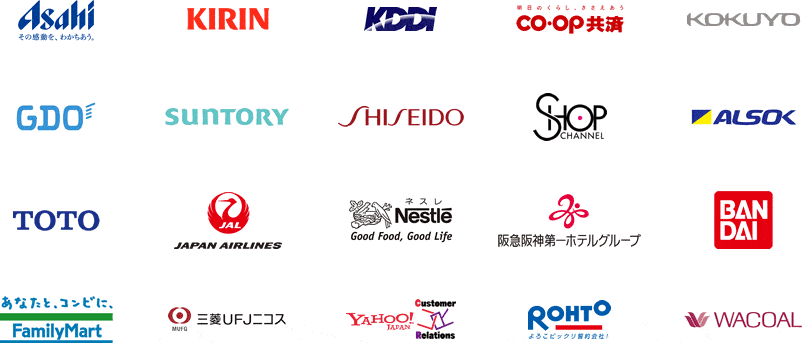 Asahi
その感動を、わかちあう。
KIRIN
KDDI
明日のくらし、ささえあう
CO・OP共済
KOKUYO
GDO
SUNTORY
SHISEIDO
SHOP
CHANNEL
ALSOK
TOTO
JAL
JAPAN AIRLINES
ネスレ
Nestlé
Good Food, Good Life
阪急阪神第一ホテルグループ
BAN
DAI
あなたと、コンビに、
FamilyMart
MUFG
三菱UFJニコス
YAHOO!
JAPAN
Customer
Relations
ROHTO
よろこビックリ誓約会社!
WACOAL